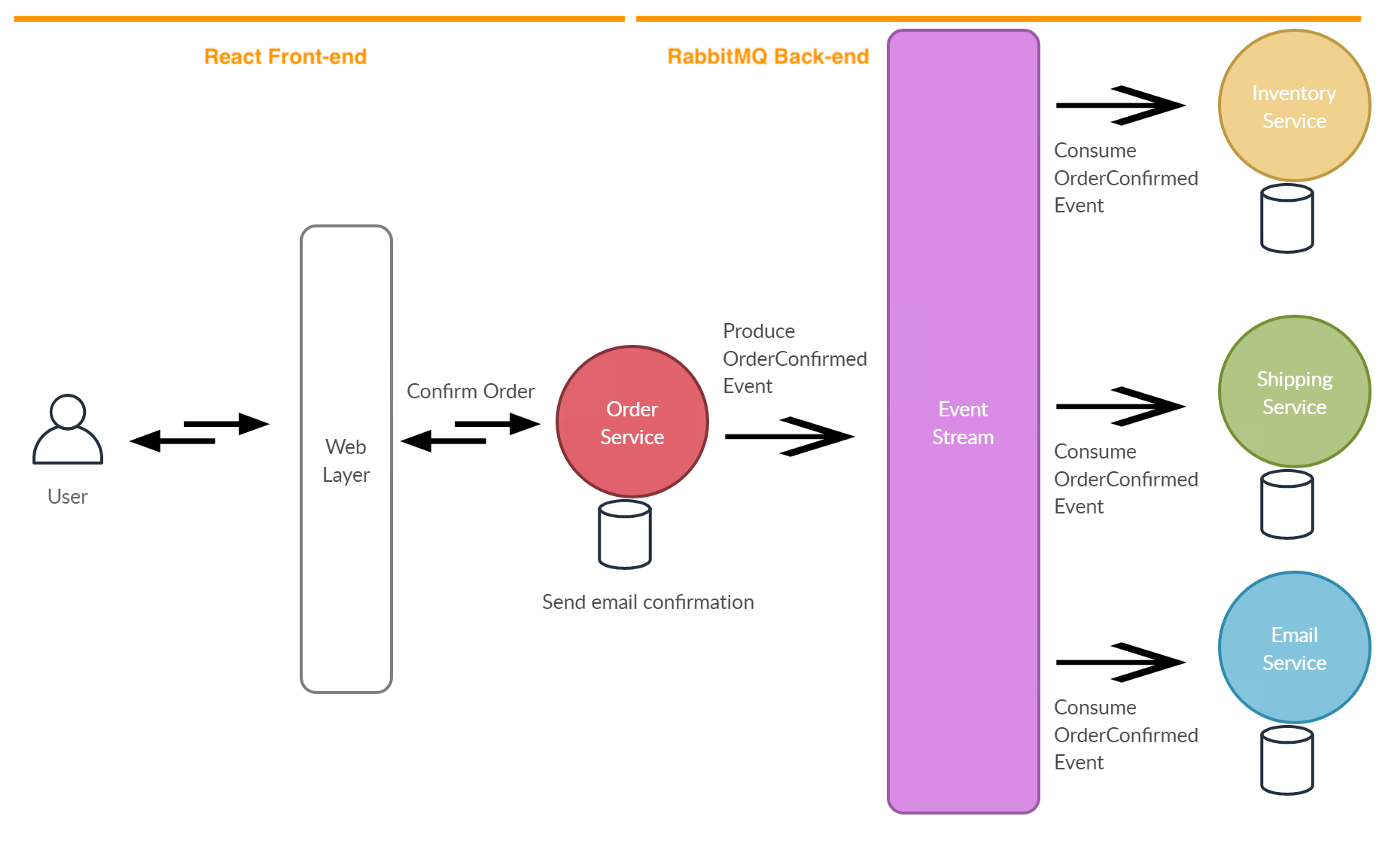 React Front-end
RabbitMQ Back-end
User
Web
Layer
Confirm Order
Order
Service
Send email confirmation
Produce
OrderConfirmed
Event
Event
Stream
Consume
OrderConfirmed
Event
Inventory
Service
Consume
OrderConfirmed
Event
Shipping
Service
Consume
OrderConfirmed
Event
Email
Service